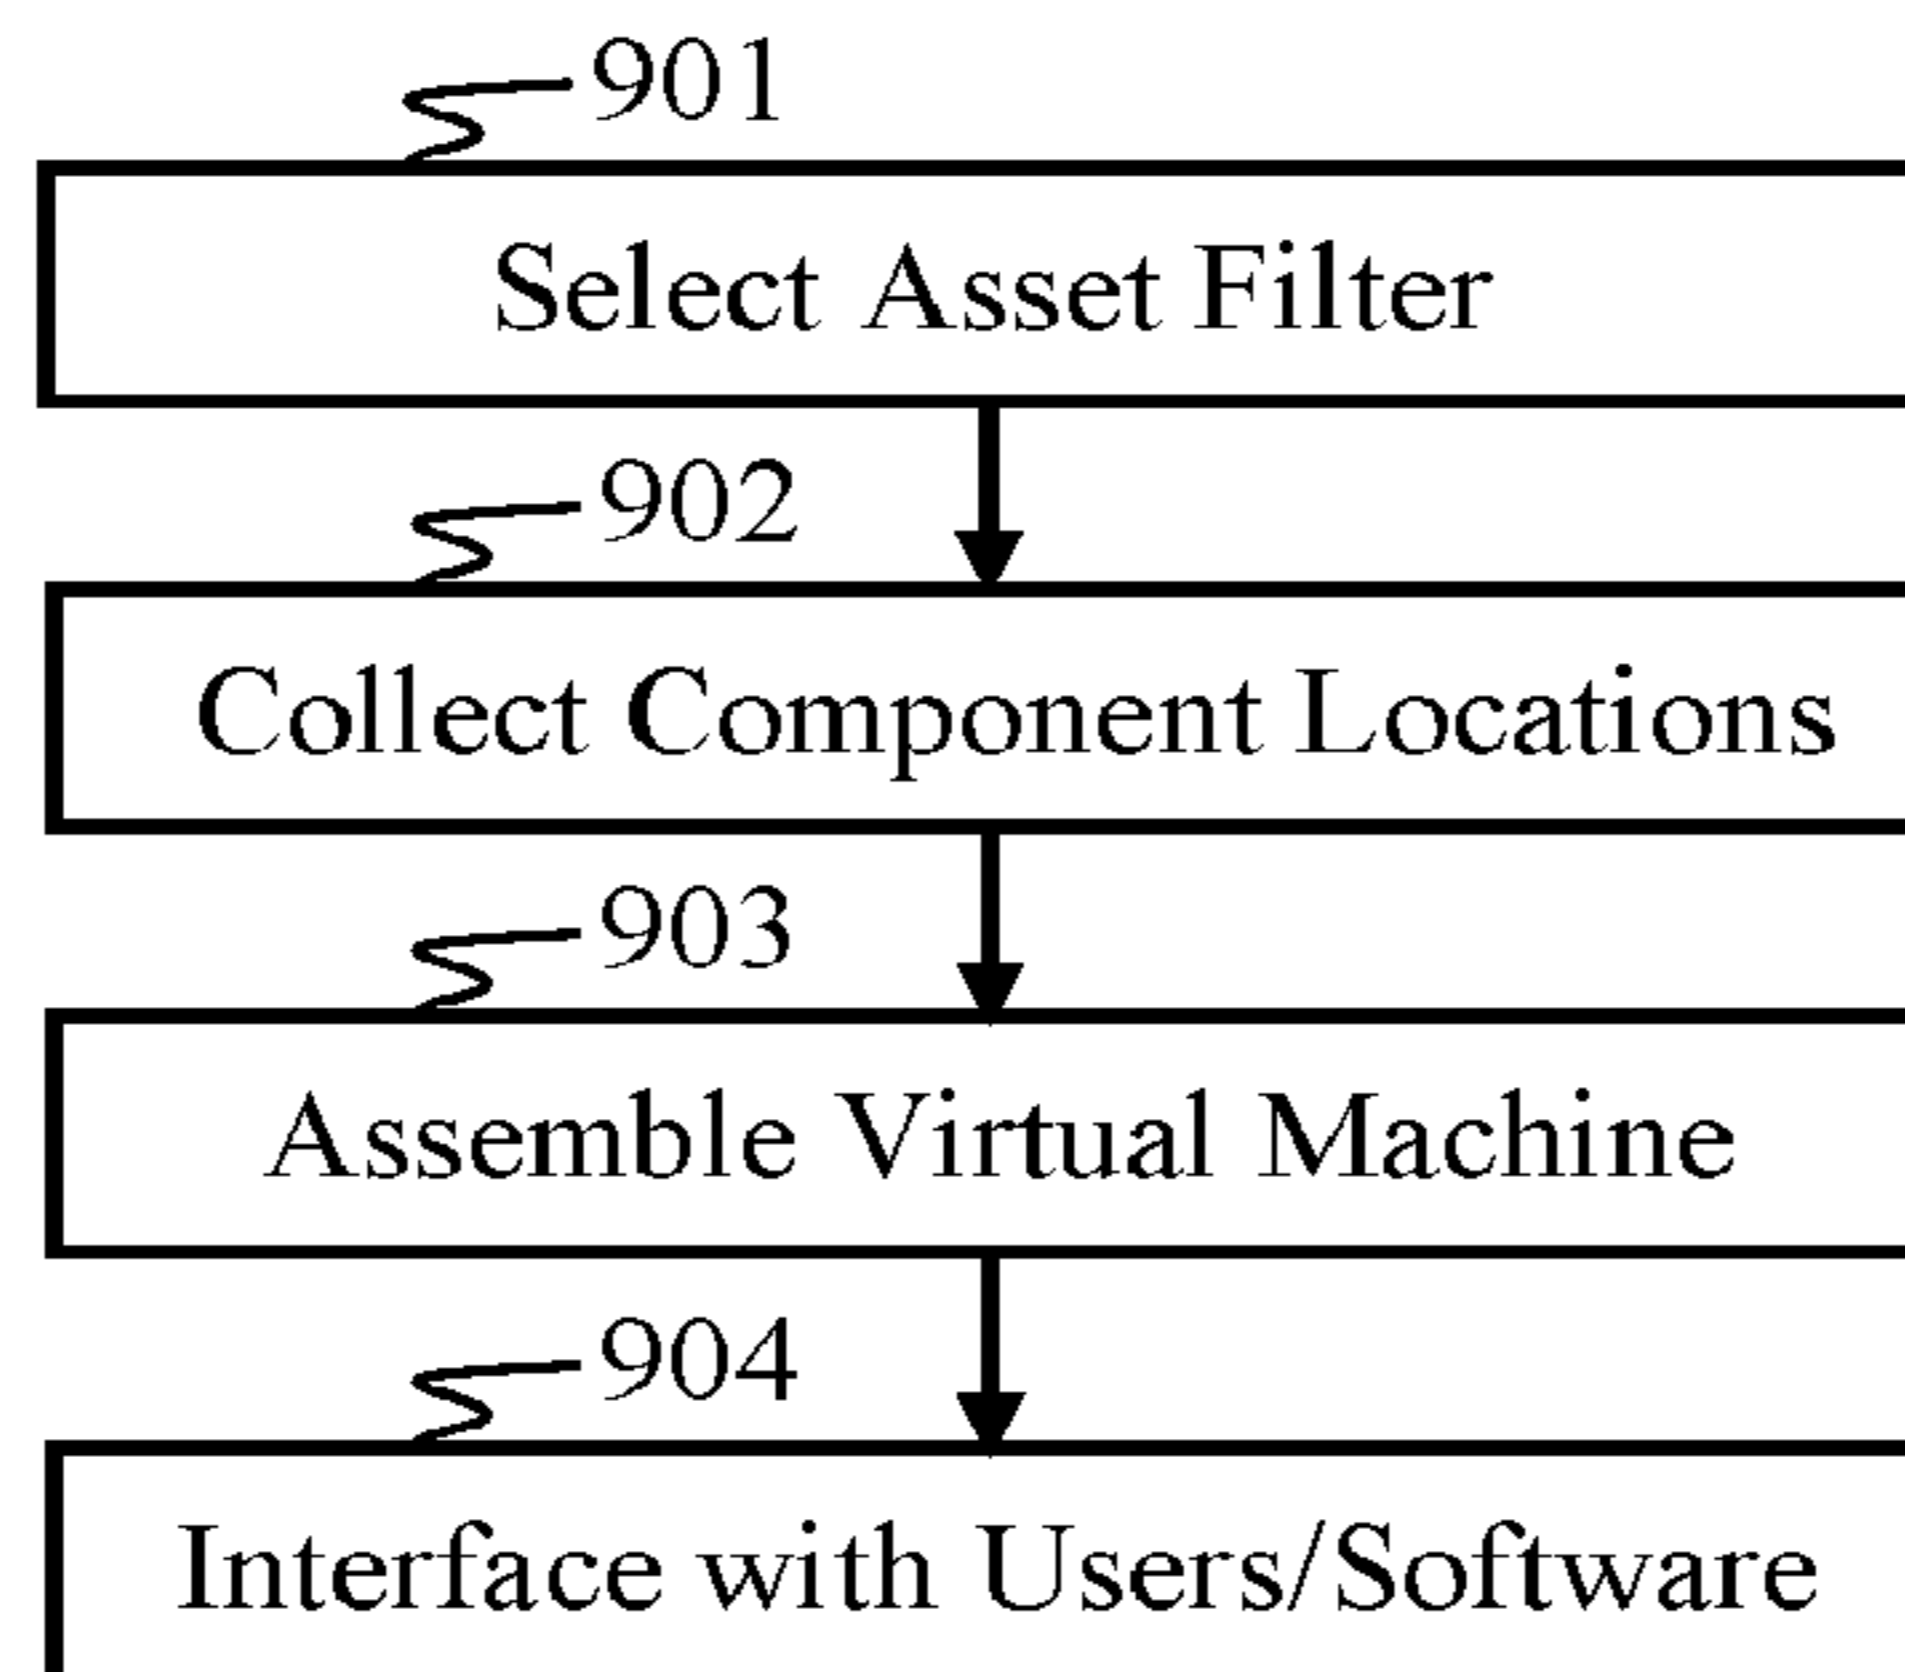 901
Select Asset Filter
902
Collect Component Locations
903
Assemble Virtual Machine
904
Interface with Users/Software